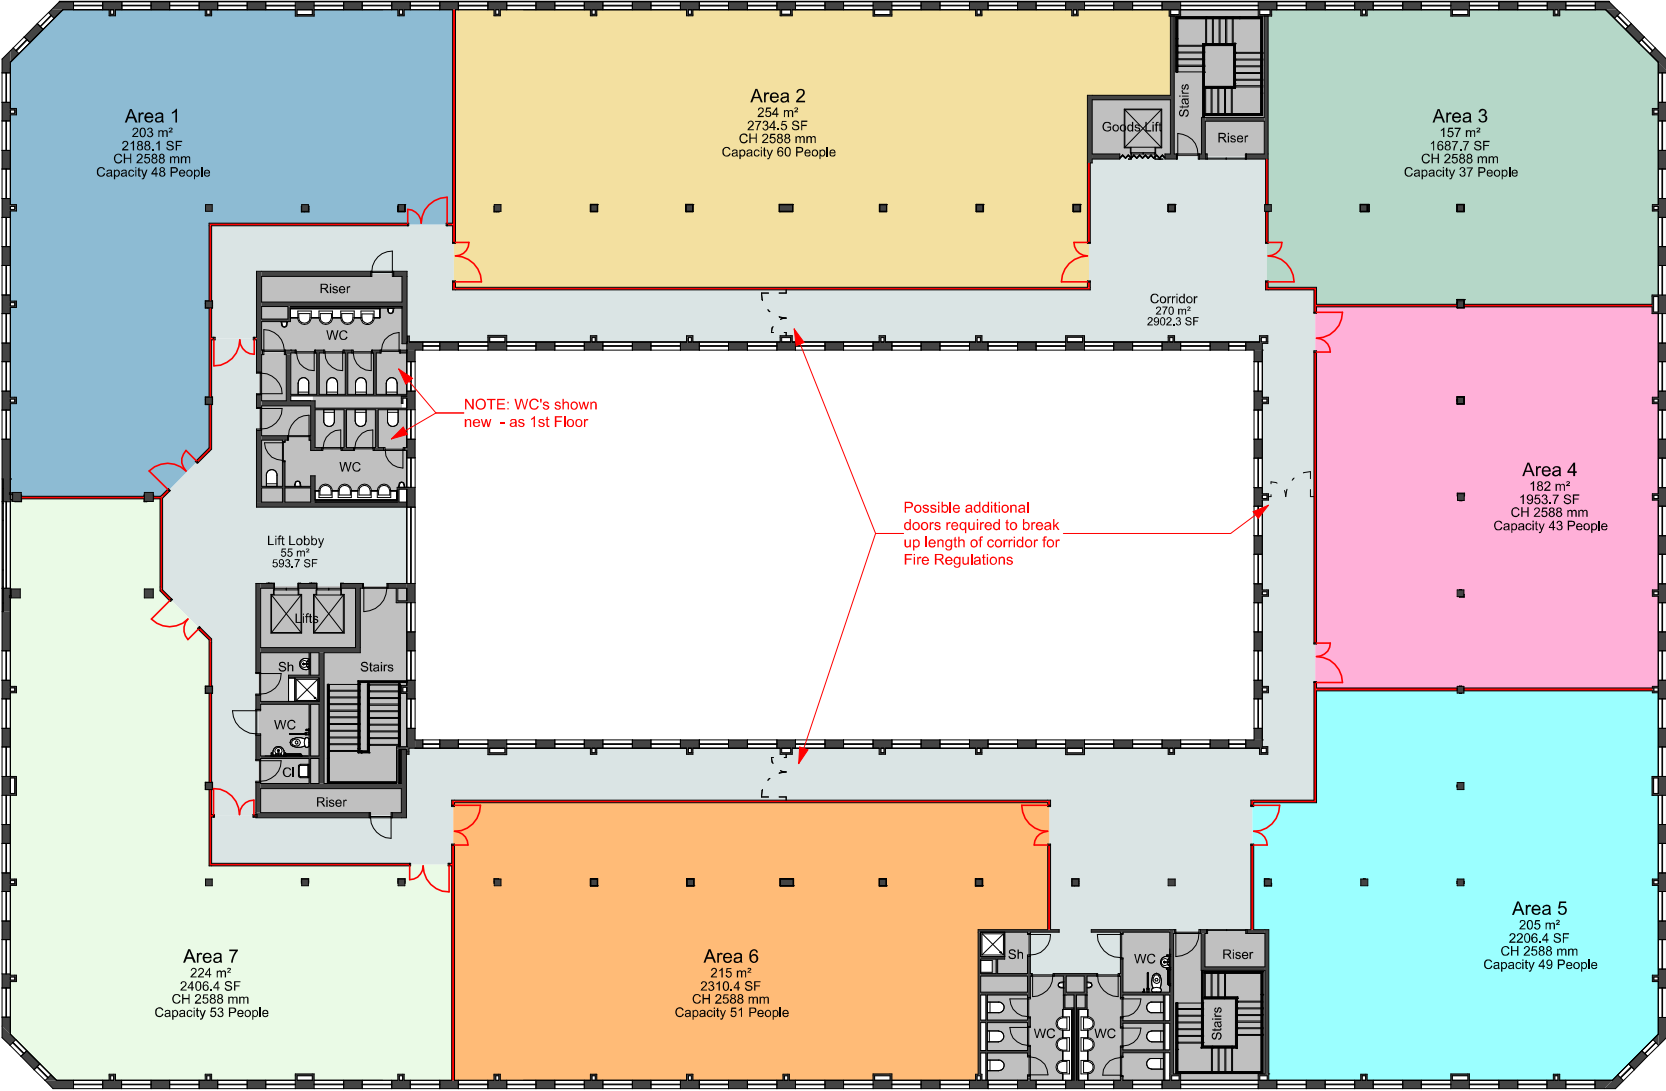 Area 1
203 m²
2188.1 SF
CH 2588 mm
Capacity 48 People
Area 2
254 m²
2734.5 SF
CH 2588 mm
Capacity 60 People
Goods Lift
Stairs
Riser
Area 3
157 m²
1687.7 SF
CH 2588 mm
Capacity 37 People
Riser
WC
Corridor
270 m²
2902.3 SF
NOTE: WC's shown
new - as 1st Floor
WC
Area 4
182 m²
1953.7 SF
CH 2588 mm
Capacity 43 People
Possible additional
doors required to break
up length of corridor for
Fire Regulations
Lift Lobby
55 m²
593.7 SF
Lifts
Sh
Stairs
WC
Cl
Riser
Area 5
205 m²
2206.4 SF
CH 2588 mm
Capacity 49 People
Area 7
224 m²
2406.4 SF
CH 2588 mm
Capacity 53 People
Area 6
215 m²
2310.4 SF
CH 2588 mm
Capacity 51 People
Sh
WC
Riser
WC
WC
Stairs